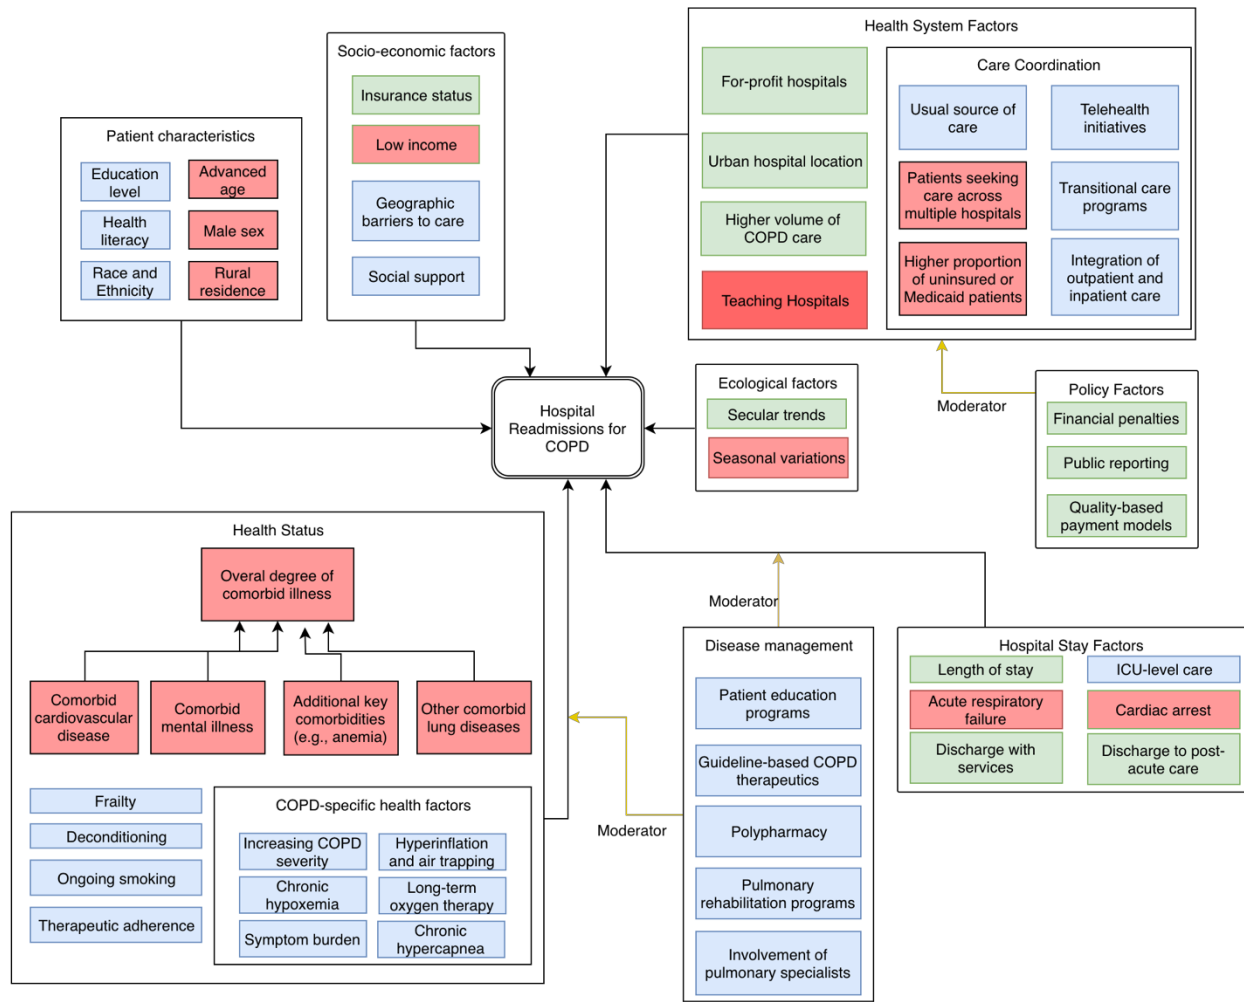 Socio-economic factors
Insurance status
Low income
Geographic
barriers to care
Social support
Patient characteristics
Education
level
Advanced
age
Health
literacy
Male sex
Race and
Ethnicity
Rural
residence
Health System Factors
For-profit hospitals
Urban hospital location
Higher volume of
COPD care
Teaching Hospitals
Care Coordination
Usual source of
care
Telehealth
initiatives
Patients seeking
care across
multiple hospitals
Transitional care
programs
Higher proportion
of uninsured or
Medicaid patients
Integration of
outpatient and
inpatient care
Hospital
Readmissions for
COPD
Ecological factors
Secular trends
Seasonal variations
Moderator
Policy Factors
Financial penalties
Public reporting
Quality-based
payment models
Health Status
Overal degree of
comorbid illness
Comorbid
cardiovascular
disease
Comorbid
mental illness
Additional key
comorbidities
(e.g., anemia)
Other comorbid
lung diseases
Frailty
Deconditioning
Ongoing smoking
Therapeutic adherence
COPD-specific health factors
Increasing COPD
severity
Hyperinflation
and air trapping
Chronic
hypoxemia
Long-term
oxygen therapy
Symptom burden
Chronic
hypercapnea
Moderator
Moderator
Disease management
Patient education
programs
Guideline-based COPD
therapeutics
Polypharmacy
Pulmonary
rehabilitation programs
Involvement of
pulmonary specialists
Hospital Stay Factors
Length of stay
ICU-level care
Acute respiratory
failure
Cardiac arrest
Discharge with
services
Discharge to post-
acute care